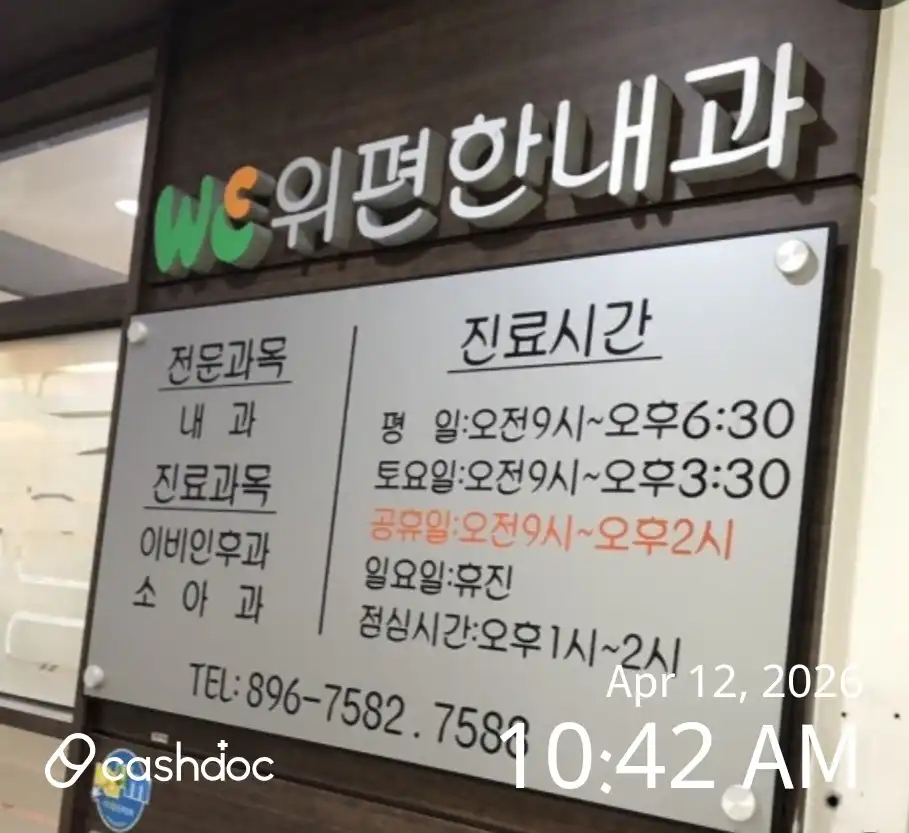 WC 위편한내과
전문과목
내 과
진료과목
이비인후과
소 아 과
진료시간
평 일:오전9시~오후6:30
토요일:오전9시~오후3:30
공휴일:오전9시~오후2시
일요일:휴진
점심시간:오후1시~2시
TEL:896-7582.7588
Apr 12, 2026
10:42 AM
cashdoc